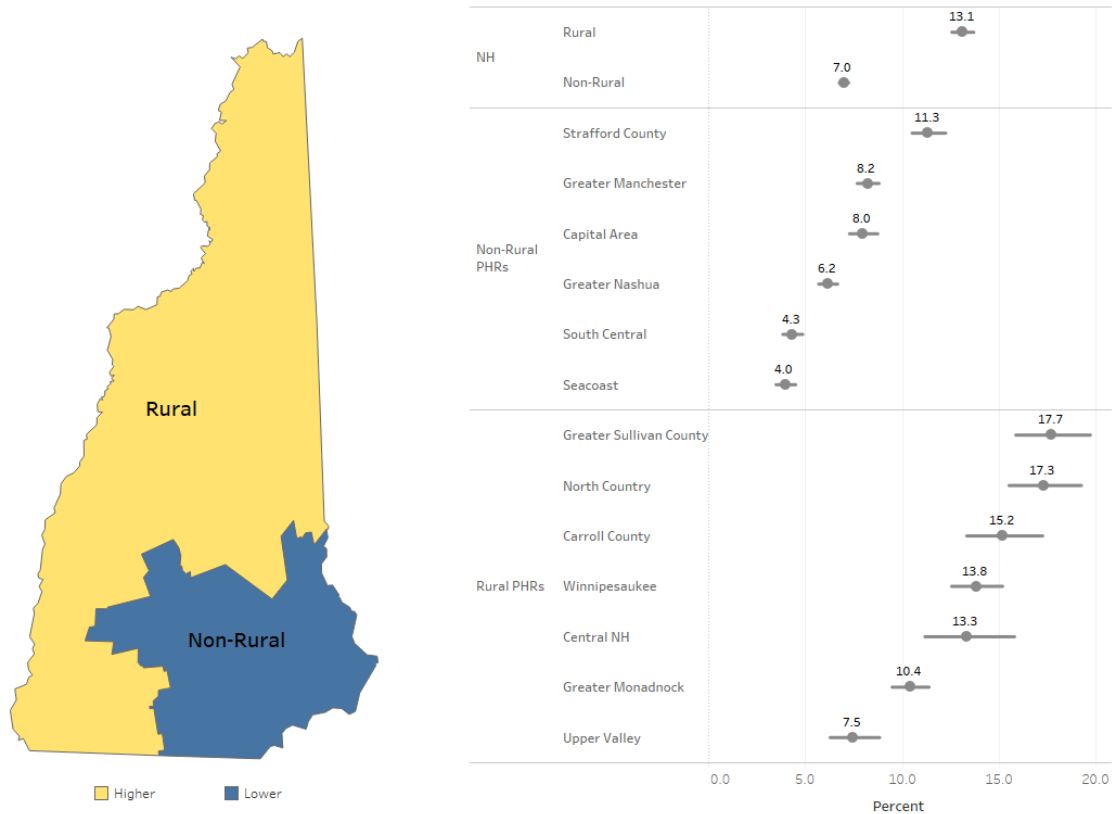 Rural
Non-Rural
Higher
Lower
NH
Rural
13.1
Non-Rural
7.0
Non-Rural
PHRs
Strafford County
11.3
Greater Manchester
8.2
Capital Area
8.0
Greater Nashua
6.2
South Central
4.3
Seacoast
4.0
Rural PHRs
Greater Sullivan County
17.7
North Country
17.3
Carroll County
15.2
Winnipesaukee
13.8
Central NH
13.3
Greater Monadnock
10.4
Upper Valley
7.5
0.0 5.0 10.0 15.0 20.0
Percent